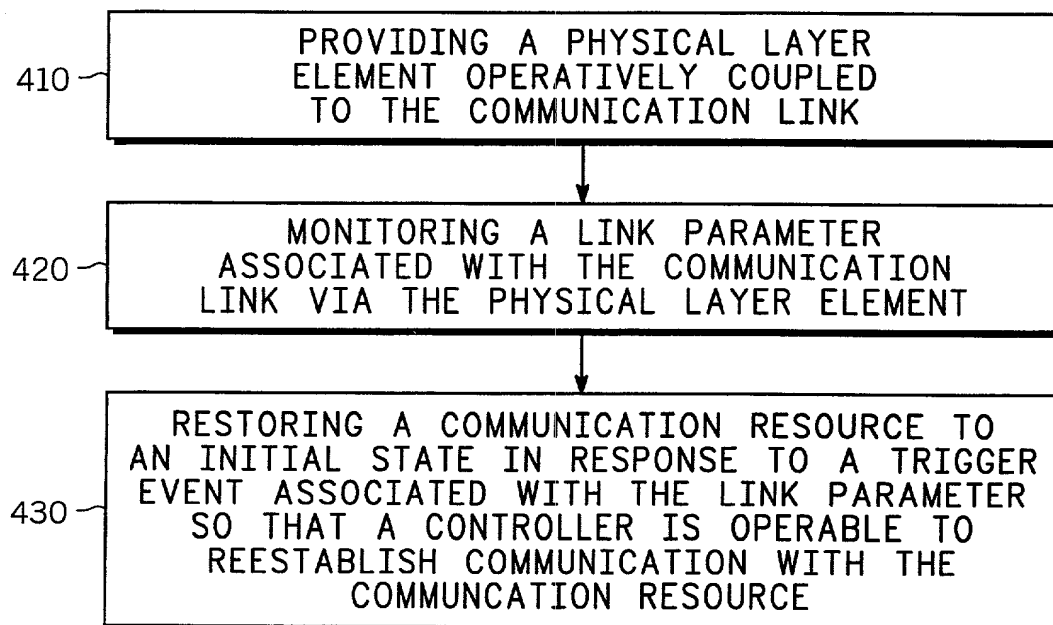 410
PROVIDING A PHYSICAL LAYER
ELEMENT OPERATIVELY COUPLED
TO THE COMMUNICATION LINK
420
MONITORING A LINK PARAMETER
ASSOCIATED WITH THE COMMUNICATION
LINK VIA THE PHYSICAL LAYER ELEMENT
430
RESTORING A COMMUNICATION RESOURCE TO
AN INITIAL STATE IN RESPONSE TO A TRIGGER
EVENT ASSOCIATED WITH THE LINK PARAMETER
SO THAT A CONTROLLER IS OPERABLE TO
REESTABLISH COMMUNICATION WITH THE
COMMUNCATION RESOURCE